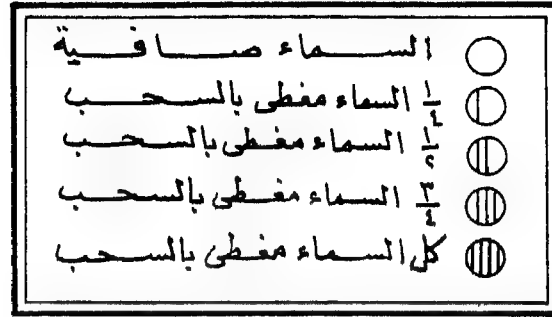 السماء صافية
١/٤ السماء مغطى بالسحب
١/٢ السماء مغطى بالسحب
٣/٤ السماء مغطى بالسحب
كل السماء مغطى بالسحب